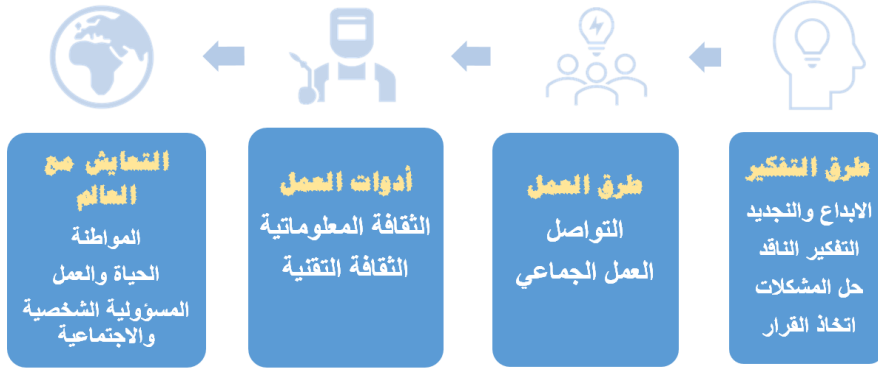 طرق التفكير
الابداع والتجديد
التفكير الناقد
حل المشكلات
اتخاذ القرار
طرق العمل
التواصل
العمل الجماعي
أدوات العمل
الثقافة المعلوماتية
الثقافة التقنية
التعايش مع
العالم
المواطنة
الحياة والعمل
المسؤولية الشخصية
والاجتماعية